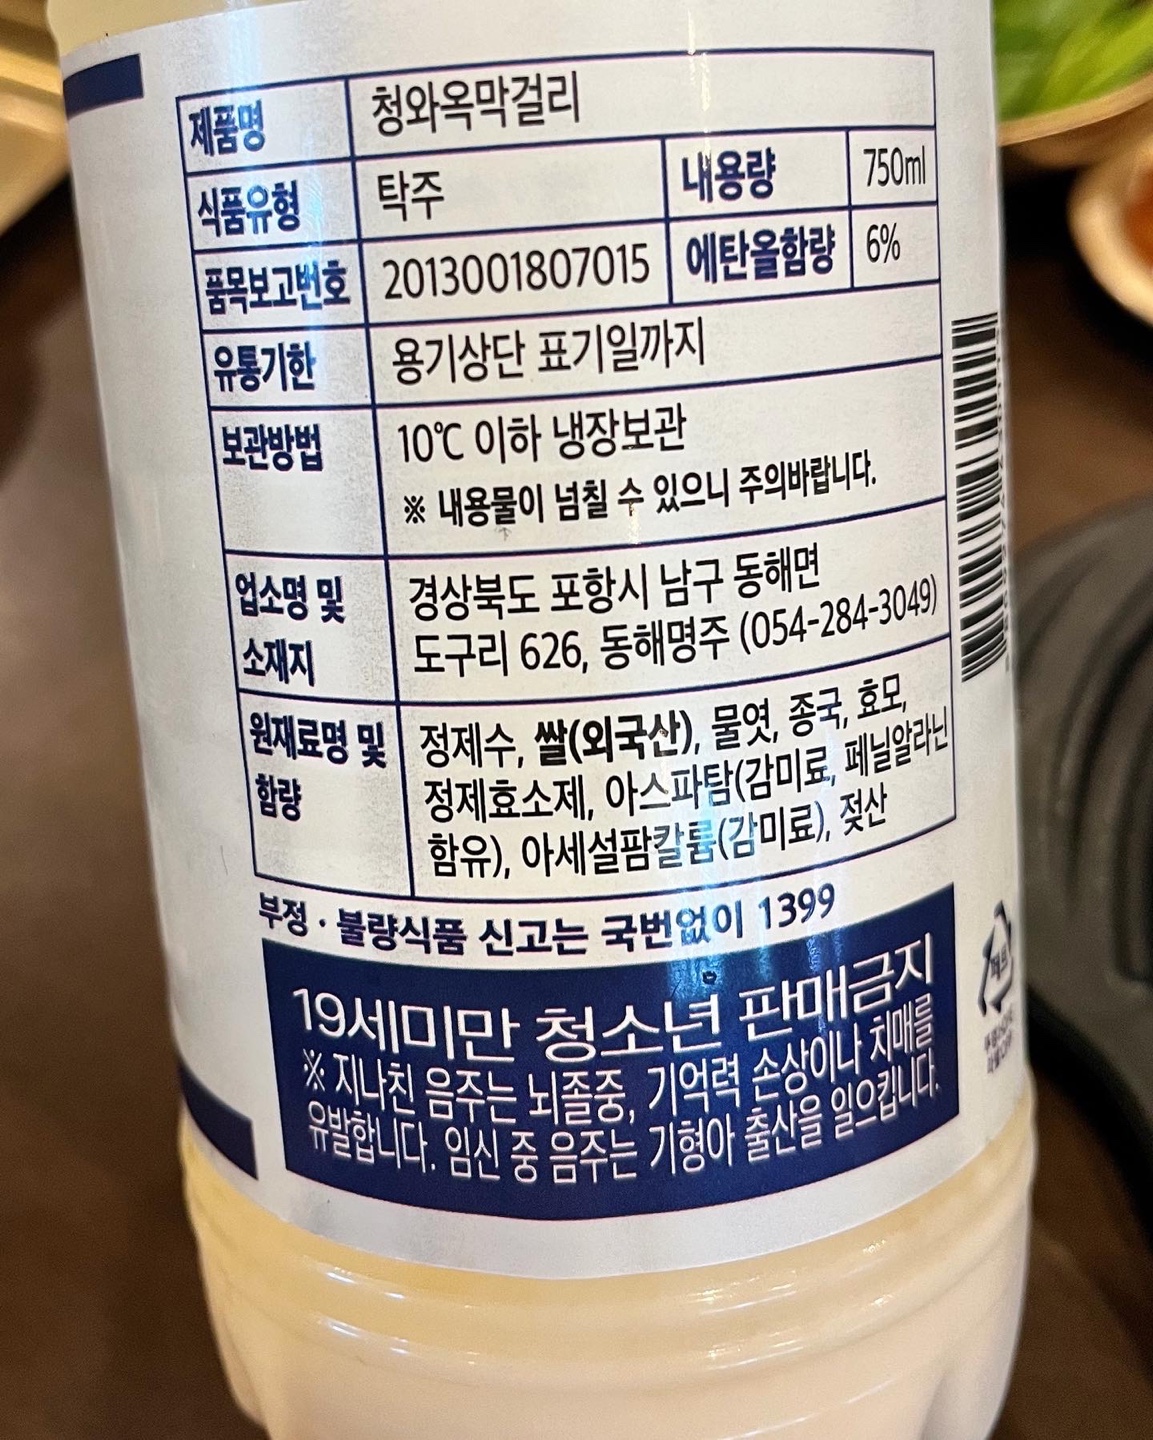 제품명 청와옥막걸리
식품유형 탁주 내용량 750ml
품목보고번호 2013001807015 에탄올함량 6%
유통기한 용기상단 표기일까지
보관방법 10℃ 이하 냉장보관
※ 내용물이 넘칠 수 있으니 주의바랍니다.
업소명 및 경상북도 포항시 남구 동해면
소재지 도구리 626, 동해명주 (054-284-3049)
원재료명 및 정제수, 쌀(외국산), 물엿, 종국, 효모,
함량 정제효소제, 아스파탐(감미료, 페닐알라닌
함유), 아세설팜칼륨(감미료), 젖산
부정·불량식품 신고는 국번없이 1399
19세미만 청소년 판매금지
※ 지나친 음주는 뇌졸중, 기억력 손상이나 치매를
유발합니다. 임신 중 음주는 기형아 출산을 일으킵니다.